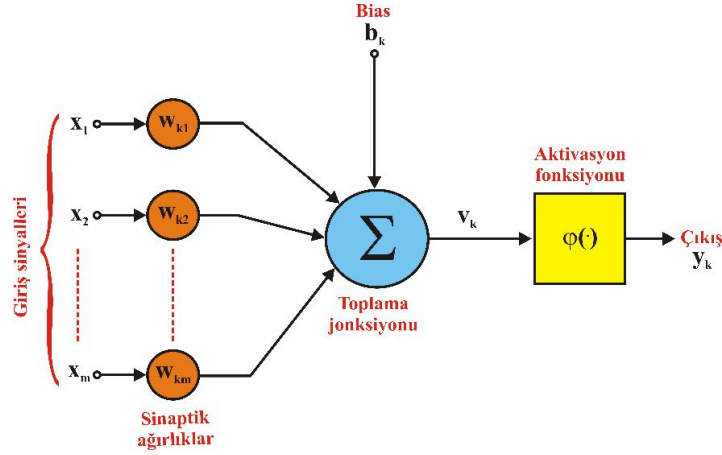 Bias
b_k
x_1
w_k1
Aktivasyon
fonksiyonu
x_2
w_k2
Σ
v_k
φ(·)
Çıkış
y_k
Giriş sinyalleri
Toplama
jonksiyonu
x_m
w_km
Sinaptik
ağırlıklar